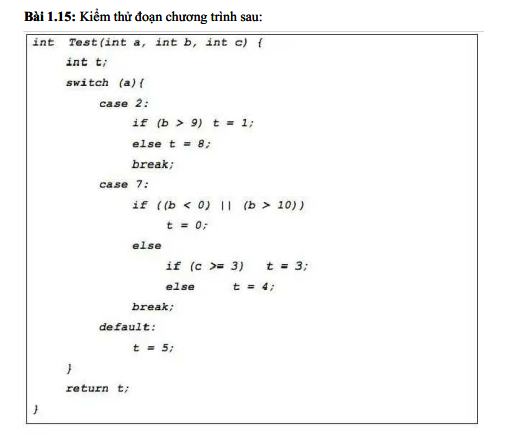 Bài 1.15: Kiểm thử đoạn chương trình sau:
int Test(int a, int b, int c) {
int t;
switch (a){
case 2:
if (b > 9) t = 1;
else t = 8;
break;
case 7:
if ((b < 0) || (b > 10))
t = 0;
else
if (c >= 3) t = 3;
else t = 4;
break;
default:
t = 5;
}
return t;
}